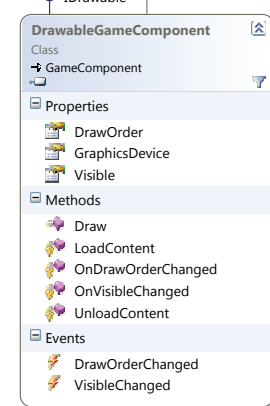 IDrawable
DrawableGameComponent
Class
GameComponent
Properties
DrawOrder
GraphicsDevice
Visible
Methods
Draw
LoadContent
OnDrawOrderChanged
OnVisibleChanged
UnloadContent
Events
DrawOrderChanged
VisibleChanged